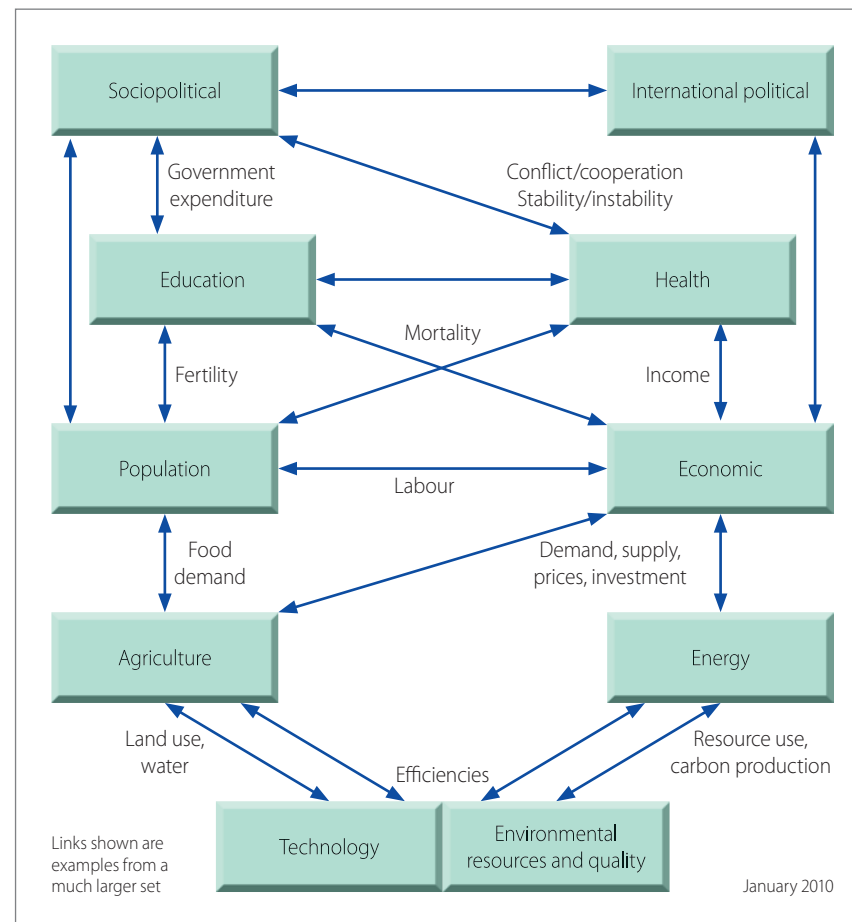 Sociopolitical
International political
Government
expenditure
Conflict/cooperation
Stability/instability
Education
Health
Mortality
Fertility
Income
Population
Economic
Labour
Food
demand
Demand, supply,
prices, investment
Agriculture
Energy
Land use,
water
Efficiencies
Resource use,
carbon production
Technology
Environmental
resources and quality
Links shown are
examples from a
much larger set
January 2010